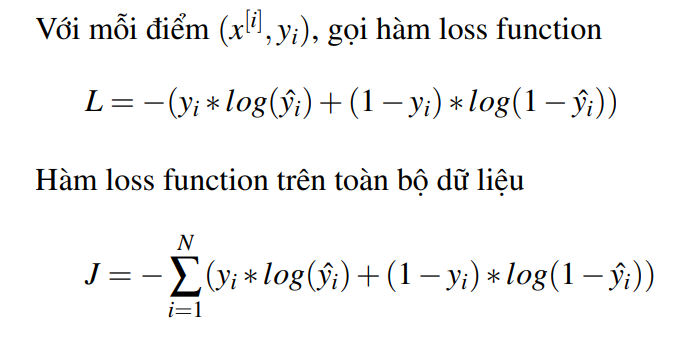 Với mỗi điểm (x^[i], y_i), gọi hàm loss function
L = −(y_i * log(ŷ_i) + (1 − y_i) * log(1 − ŷ_i))
Hàm loss function trên toàn bộ dữ liệu
J = − ∑_{i=1}^{N} (y_i * log(ŷ_i) + (1 − y_i) * log(1 − ŷ_i))